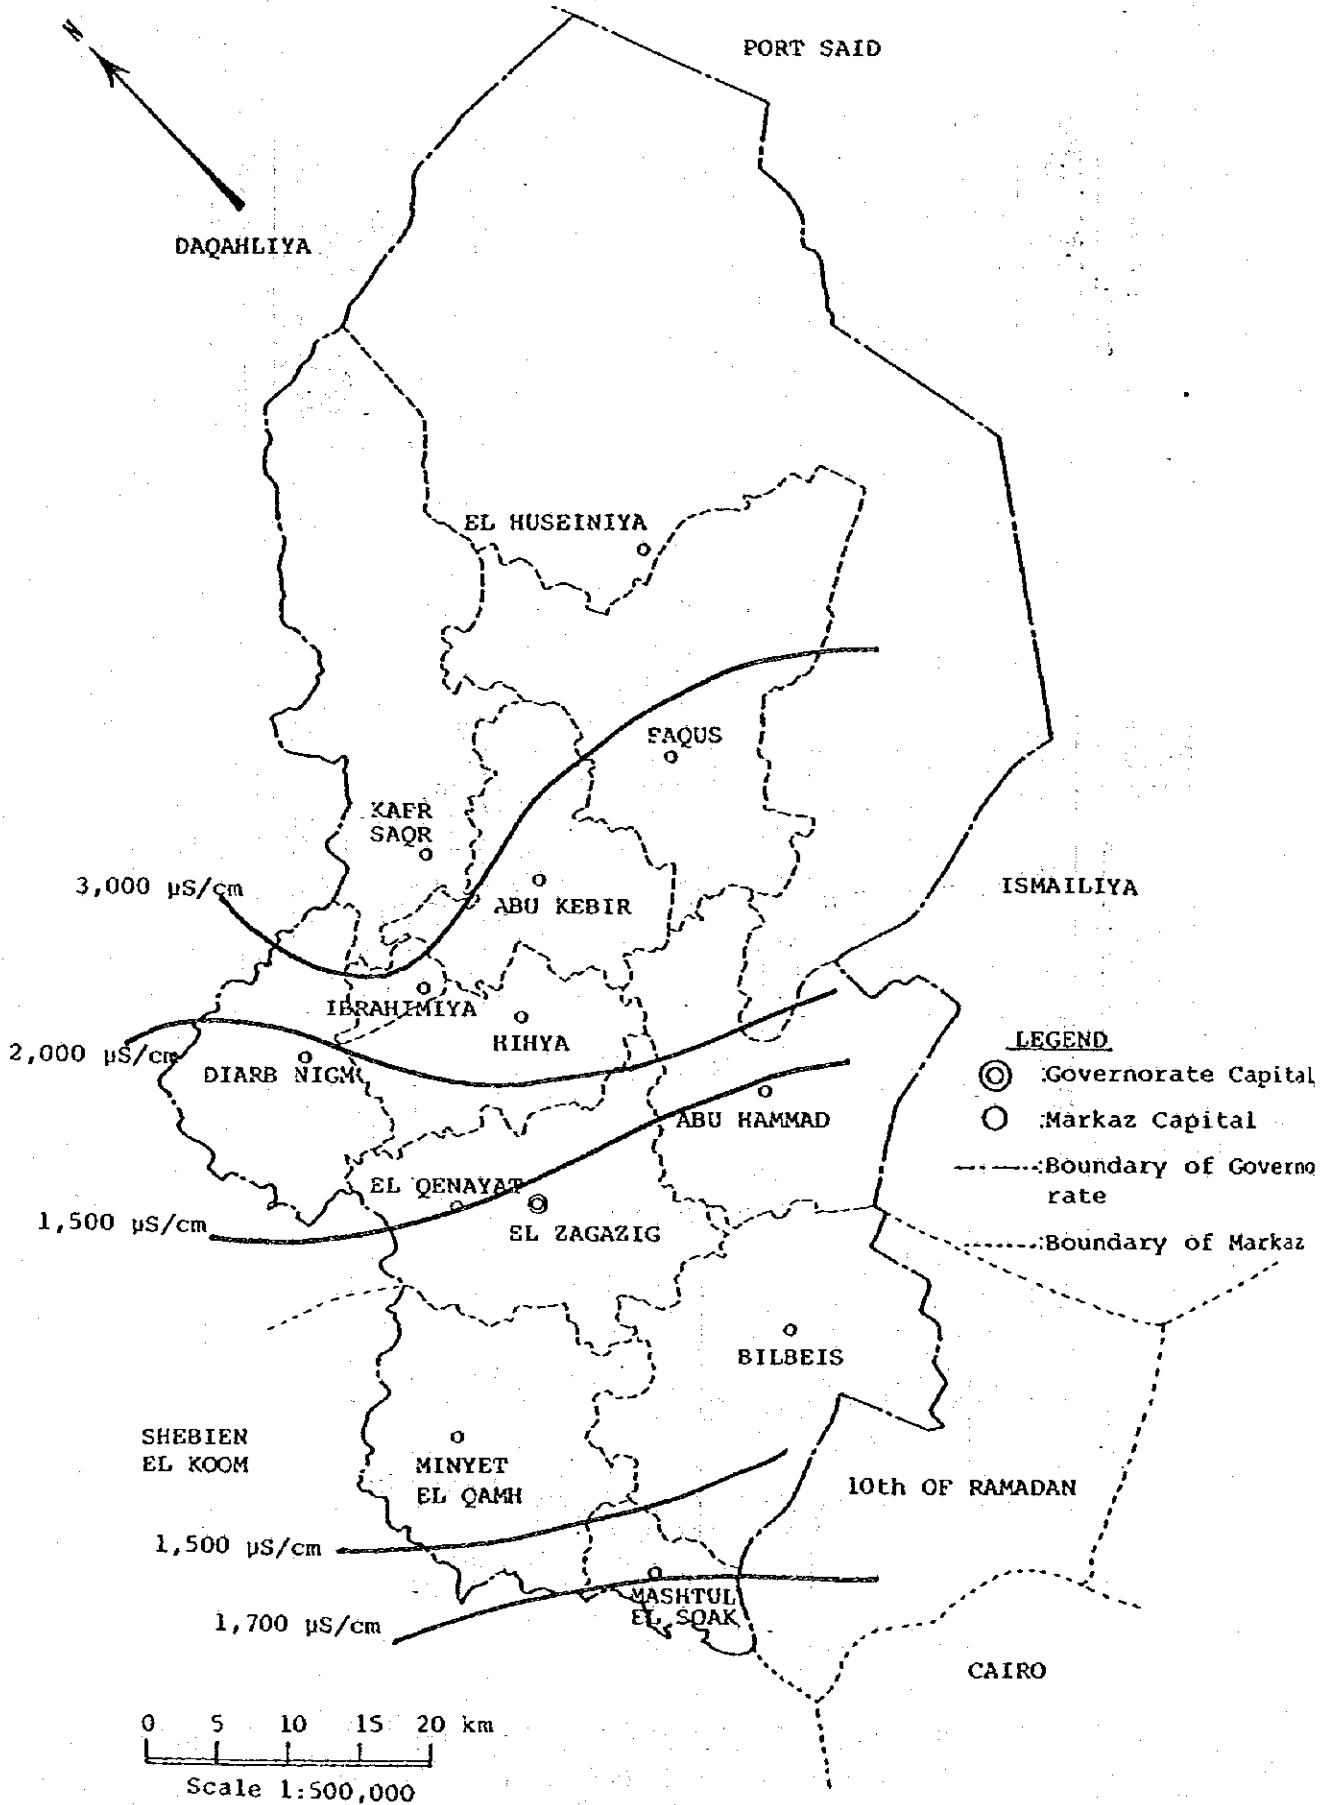 N
PORT SAID
DAQAHLIYA
EL HUSEINIYA
FAQUS
KAFR
SAQR
3,000 µS/cm
ABU KEBIR
ISMAILIYA
IBRAHIMIYA
HIHYA
2,000 µS/cm
DIARB NIGM
LEGEND
:Governorate Capital
ABU HAMMAD
:Markaz Capital
:Boundary of Governo
rate
EL QENAYAT
1,500 µS/cm
EL ZAGAZIG
:Boundary of Markaz
BILBEIS
SHEBIEN
EL KOOM
MINYET
EL QAMH
10th OF RAMADAN
1,500 µS/cm
MASHTUL
EL SOAK
1,700 µS/cm
CAIRO
0 5 10 15 20 km
Scale 1:500,000